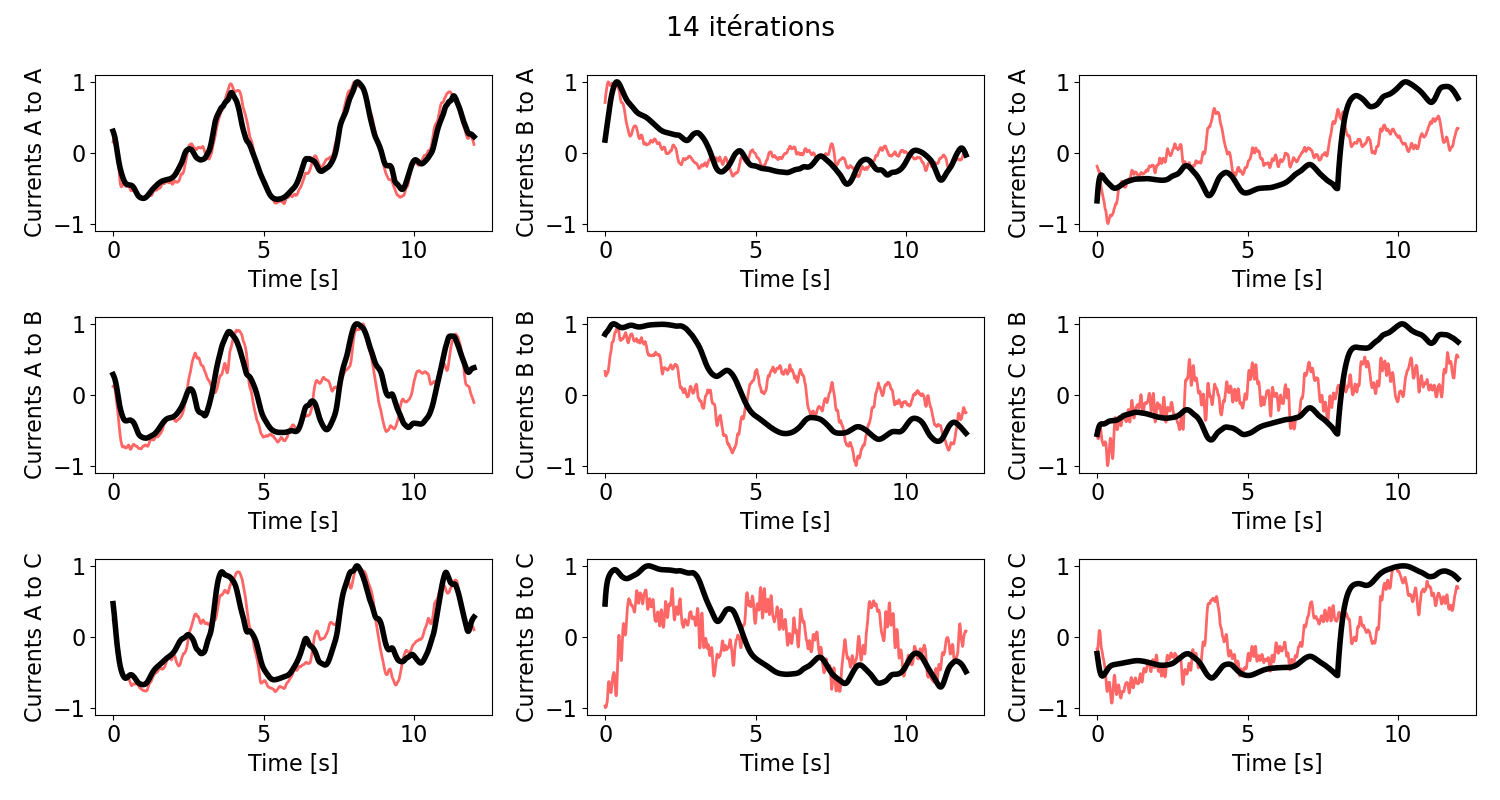 14 itérations
Currents A to A
1
0
−1
0
5
10
Time [s]
Currents B to A
1
0
−1
0
5
10
Time [s]
Currents C to A
1
0
−1
0
5
10
Time [s]
Currents A to B
1
0
−1
0
5
10
Time [s]
Currents B to B
1
0
−1
0
5
10
Time [s]
Currents C to B
1
0
−1
0
5
10
Time [s]
Currents A to C
1
0
−1
0
5
10
Time [s]
Currents B to C
1
0
−1
0
5
10
Time [s]
Currents C to C
1
0
−1
0
5
10
Time [s]